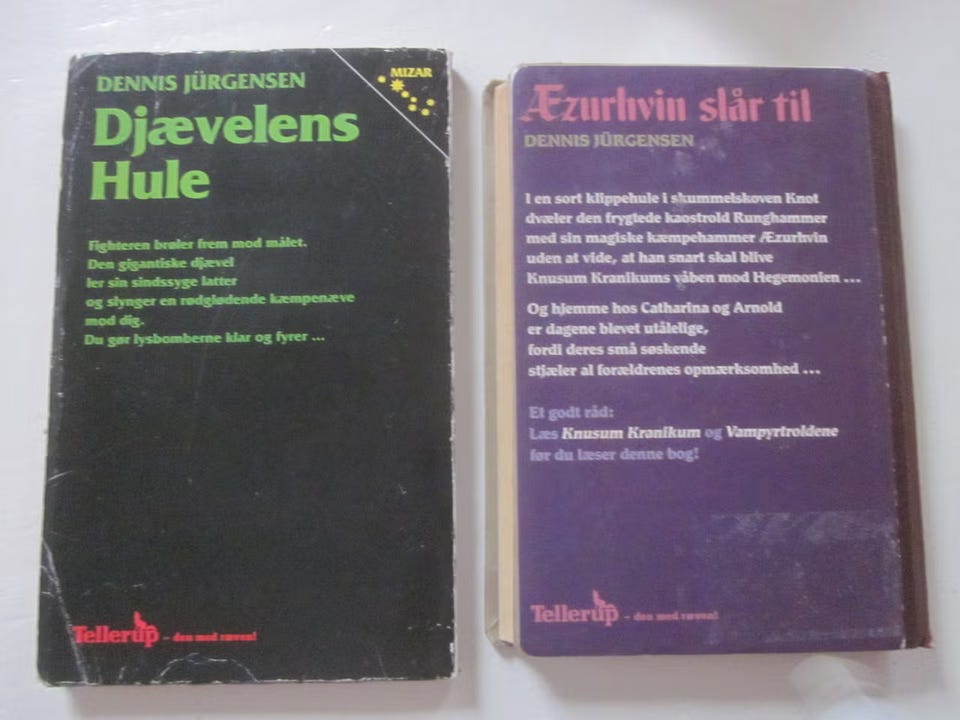 DENNIS JÜRGENSEN
MIZAR
Djævelens
Hule
Fighteren brøler frem mod målet.
Den gigantiske djævel
ler sin sindssyge latter
og slynger en rødglødende kæmpenæve
mod dig.
Du gør lysbomberne klar og fyrer ...
Tellerup – den med ræven!
Æzurhvin slår til
DENNIS JÜRGENSEN
I en sort klippehule i skummelskoven Knot
dvæler den frygtede kaostrold Runghammer
med sin magiske kæmpehammer Æzurhvin
uden at vide, at han snart skal blive
Knusum Kranikums våben mod Hegemonien ...
Og hjemme hos Catharina og Arnold
er dagene blevet utålelige,
fordi deres små søskende
stjæler al forældrenes opmærksomhed ...
Et godt råd:
Læs Knusum Kranikum og Vampyrtroldene
før du læser denne bog!
Tellerup – den med ræven!